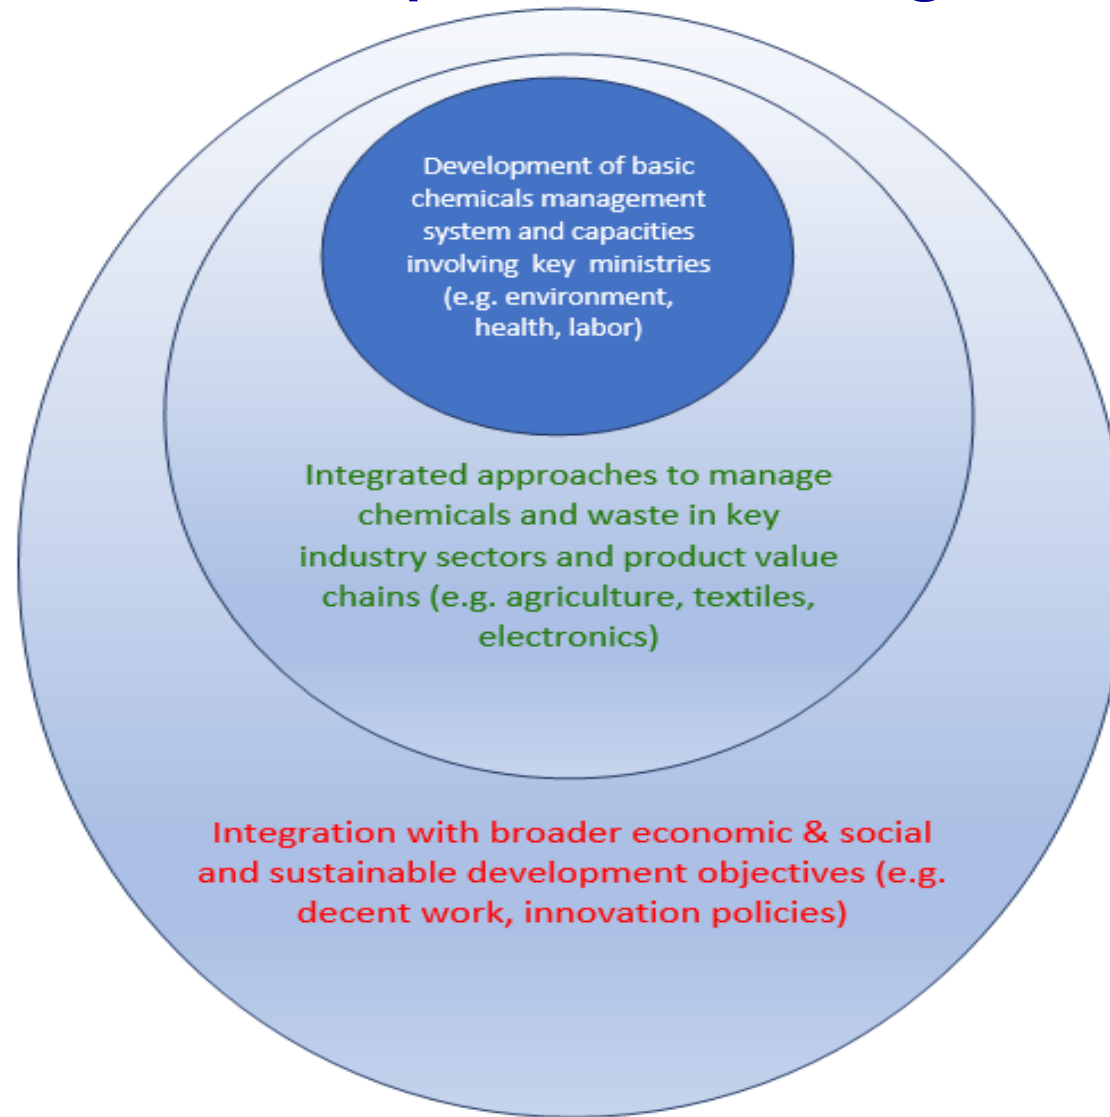 Development of basic
chemicals management
system and capacities
involving key ministries
(e.g. environment,
health, labor)
Integrated approaches to manage
chemicals and waste in key
industry sectors and product value
chains (e.g. agriculture, textiles,
electronics)
Integration with broader economic & social
and sustainable development objectives (e.g.
decent work, innovation policies)